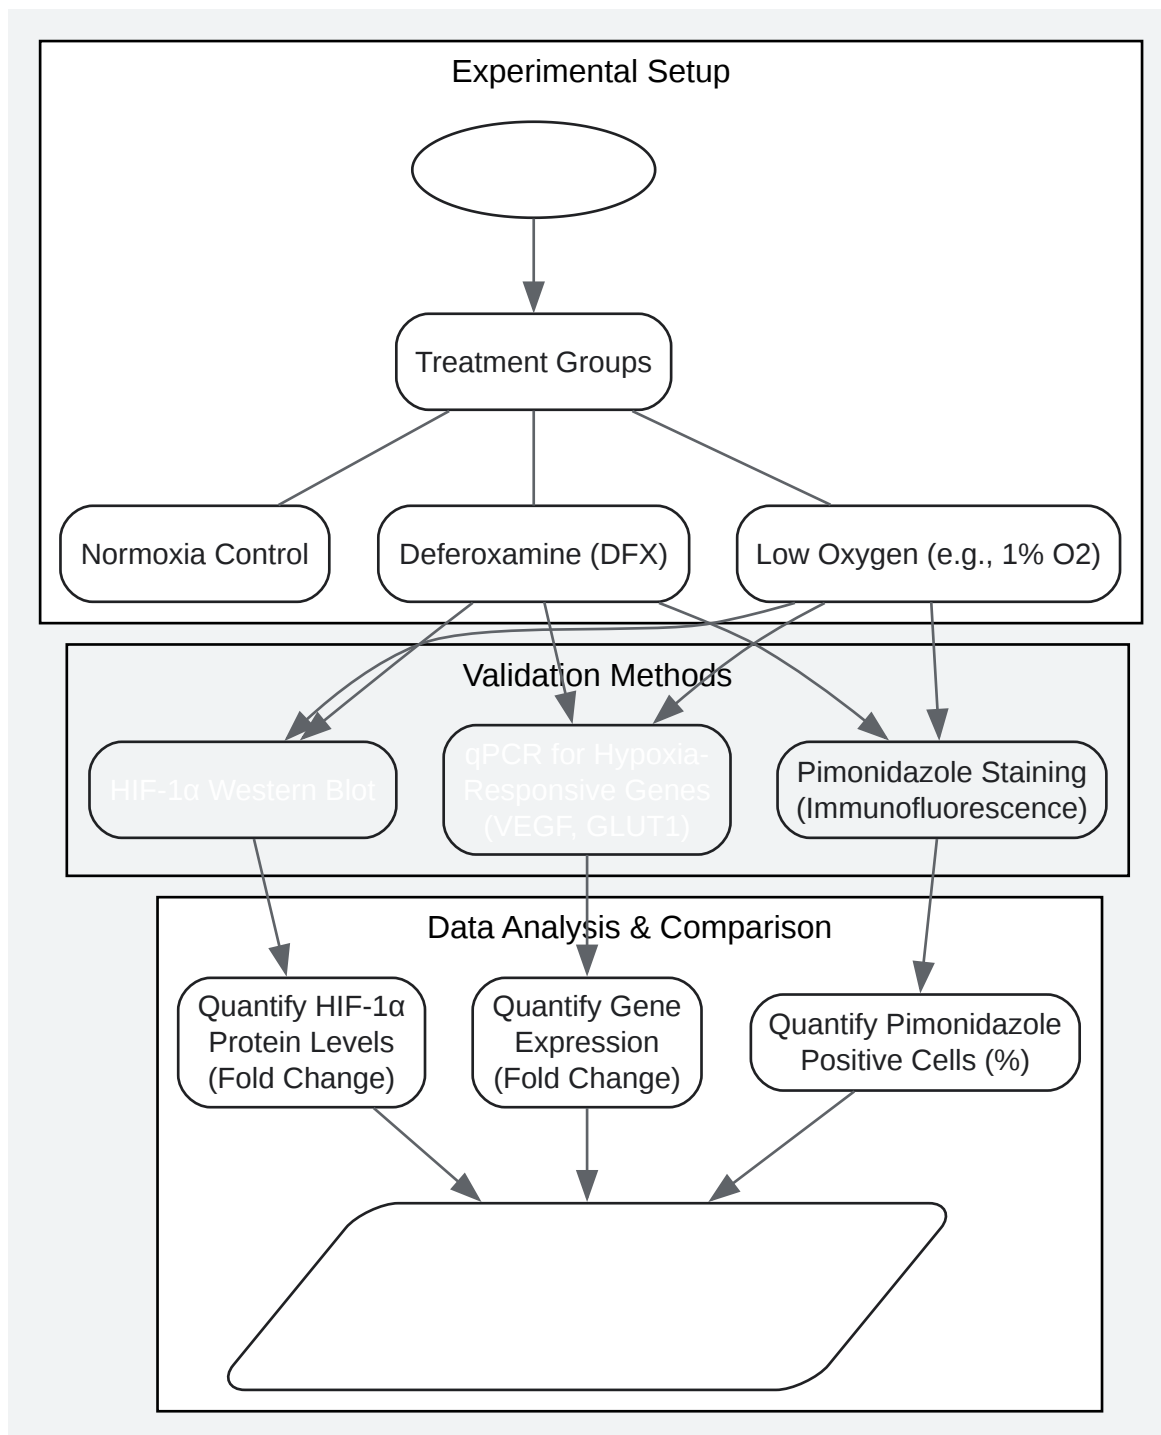 Experimental Setup
Treatment Groups
Normoxia Control
Deferoxamine (DFX)
Low Oxygen (e.g., 1% O2)
Validation Methods
HIF-1α Western Blot
qPCR for Hypoxia-
Responsive Genes
(VEGF, GLUT1)
Pimonidazole Staining
(Immunofluorescence)
Data Analysis & Comparison
Quantify HIF-1α
Protein Levels
(Fold Change)
Quantify Gene
Expression
(Fold Change)
Quantify Pimonidazole
Positive Cells (%)